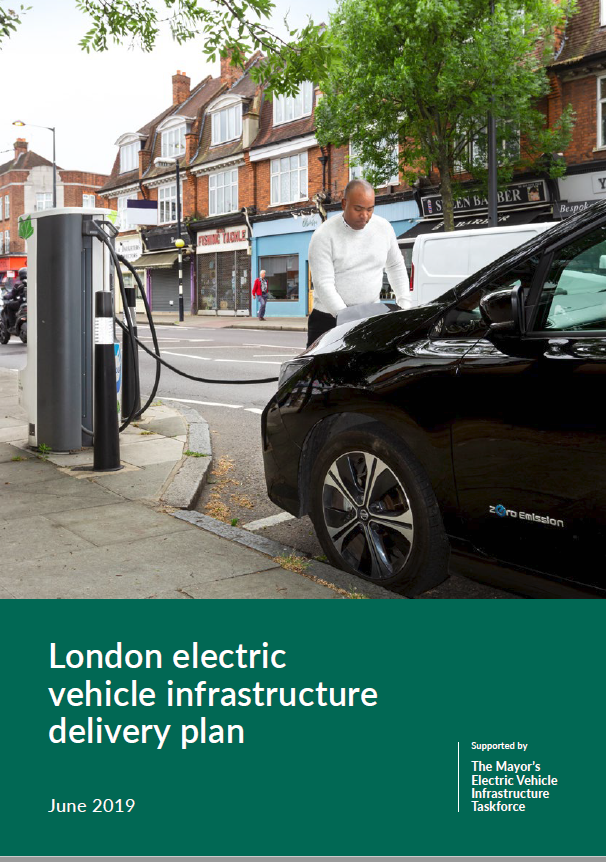 FISHING TACKLE
BARBER
Bespok
zero Emission
London electric
vehicle infrastructure
delivery plan
June 2019
Supported by
The Mayor's
Electric Vehicle
Infrastructure
Taskforce